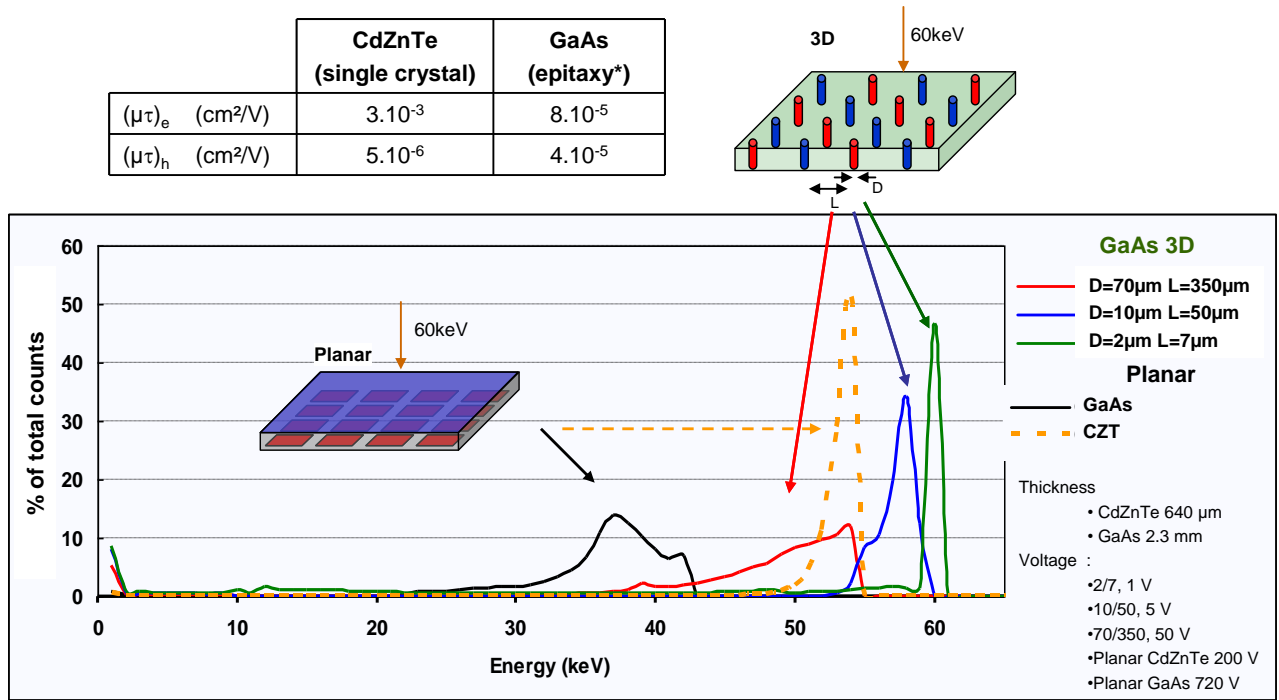 CdZnTe GaAs
(single crystal) (epitaxy*)
(µτ)e (cm²/V) 3.10-3 8.10-5
(µτ)h (cm²/V) 5.10-6 4.10-5
3D
60keV
D
L
60
50
40
30
20
10
0
% of total counts
0 10 20 30 40 50 60
Energy (keV)
Planar
60keV
GaAs 3D
D=70µm L=350µm
D=10µm L=50µm
D=2µm L=7µm
Planar
GaAs
CZT
Thickness
• CdZnTe 640 µm
• GaAs 2.3 mm
Voltage :
•2/7, 1 V
•10/50, 5 V
•70/350, 50 V
•Planar CdZnTe 200 V
•Planar GaAs 720 V